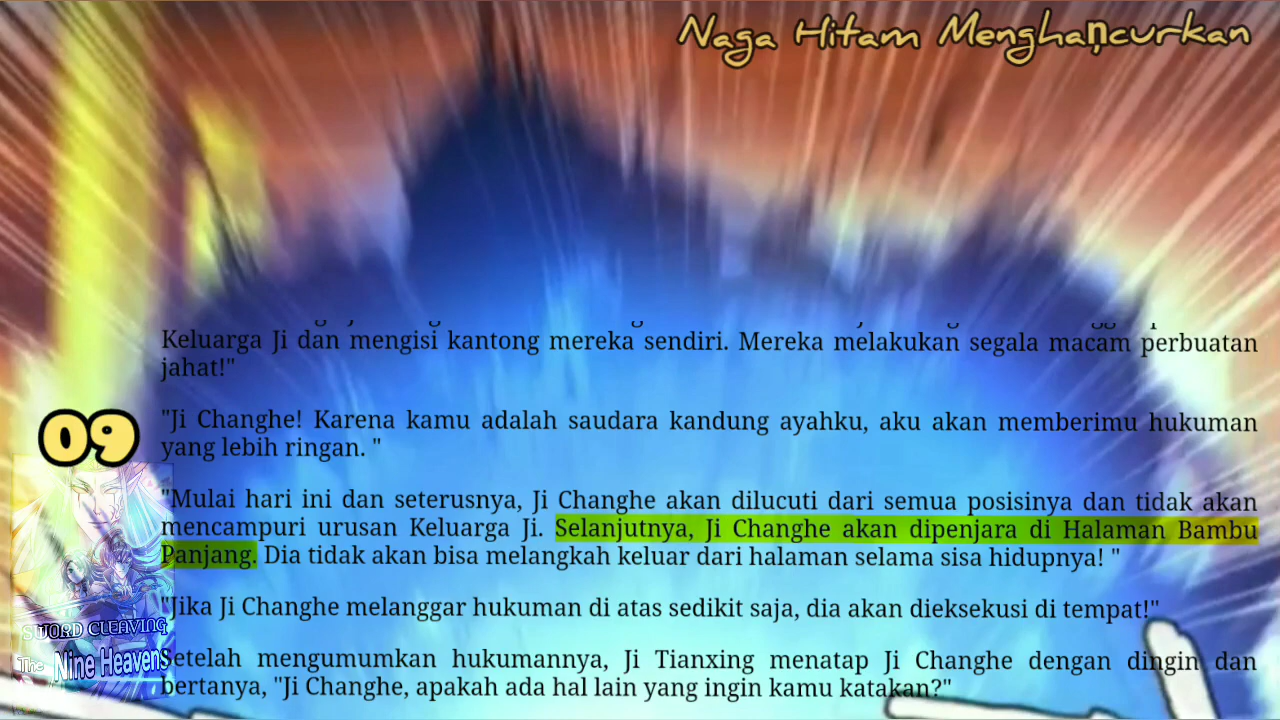 Naga Hitam Menghaṇcurkan
Keluarga Ji dan mengisi kantong mereka sendiri. Mereka melakukan segala macam perbuatan
jahat!"
"Ji Changhe! Karena kamu adalah saudara kandung ayahku, aku akan memberimu hukuman
yang lebih ringan. "
"Mulai hari ini dan seterusnya, Ji Changhe akan dilucuti dari semua posisinya dan tidak akan
mencampuri urusan Keluarga Ji. Selanjutnya, Ji Changhe akan dipenjara di Halaman Bambu
Panjang. Dia tidak akan bisa melangkah keluar dari halaman selama sisa hidupnya! "
"Jika Ji Changhe melanggar hukuman di atas sedikit saja, dia akan dieksekusi di tempat!"
Setelah mengumumkan hukumannya, Ji Tianxing menatap Ji Changhe dengan dingin dan
bertanya, "Ji Changhe, apakah ada hal lain yang ingin kamu katakan?"
09
SWORD CLEAVING
The Nine Heavens